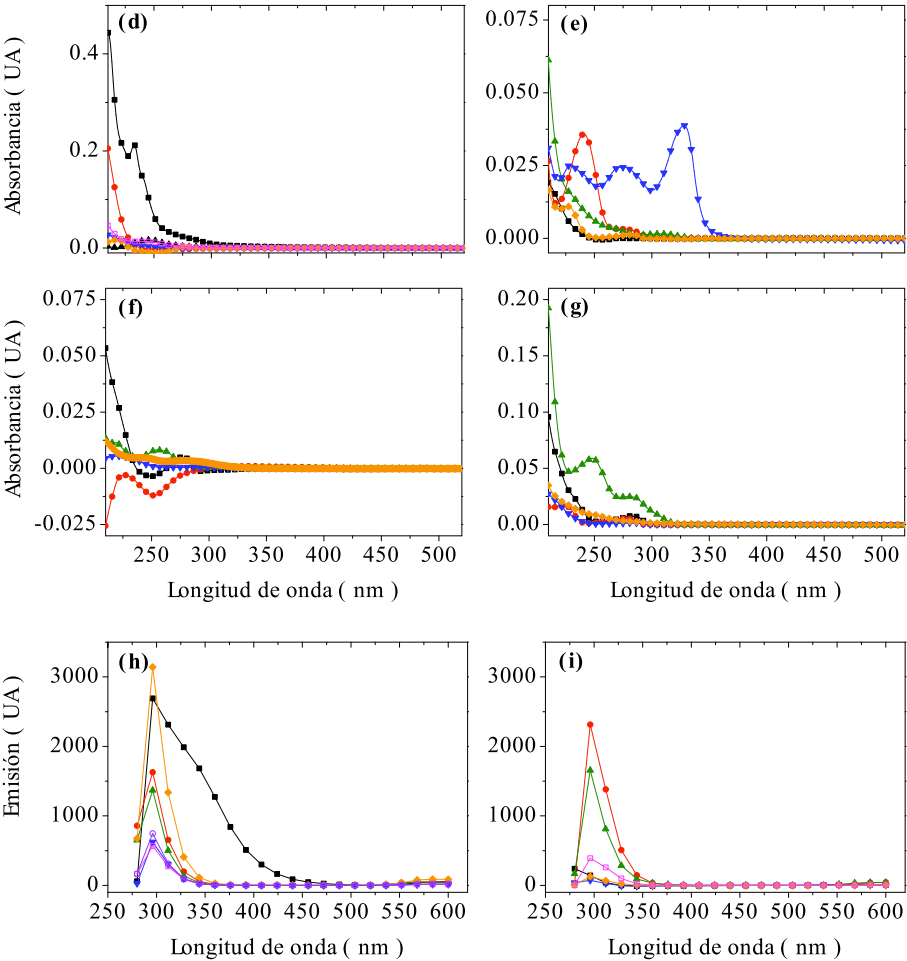 (d)
Absorbancia ( UA)
0.4
0.2
0.0
(e)
0.075
0.050
0.025
0.000
(f)
Absorbancia ( UA)
0.075
0.050
0.025
0.000
-0.025
250 300 350 400 450 500
Longitud de onda ( nm )
(g)
0.20
0.15
0.10
0.05
0.00
250 300 350 400 450 500
Longitud de onda ( nm )
(h)
Emisión ( UA)
3000
2000
1000
0
250 300 350 400 450 500 550 600
Longitud de onda ( nm )
(i)
3000
2000
1000
0
250 300 350 400 450 500 550 600
Longitud de onda ( nm )